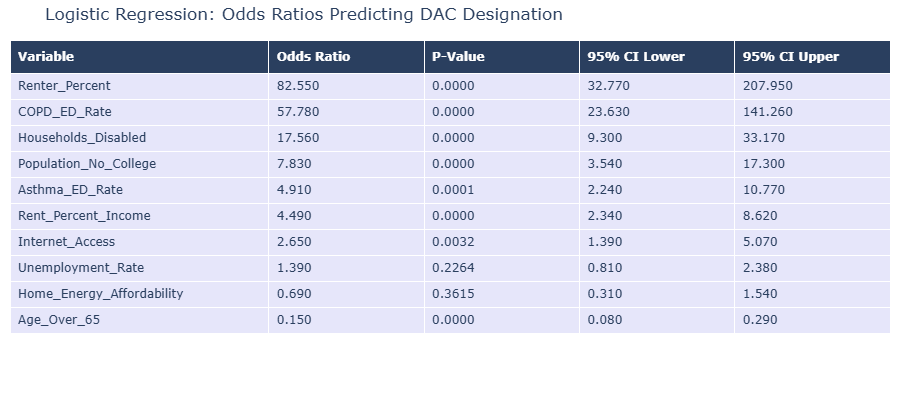 Logistic Regression: Odds Ratios Predicting DAC Designation
Variable Odds Ratio P-Value 95% CI Lower 95% CI Upper
Renter_Percent 82.550 0.0000 32.770 207.950
COPD_ED_Rate 57.780 0.0000 23.630 141.260
Households_Disabled 17.560 0.0000 9.300 33.170
Population_No_College 7.830 0.0000 3.540 17.300
Asthma_ED_Rate 4.910 0.0001 2.240 10.770
Rent_Percent_Income 4.490 0.0000 2.340 8.620
Internet_Access 2.650 0.0032 1.390 5.070
Unemployment_Rate 1.390 0.2264 0.810 2.380
Home_Energy_Affordability 0.690 0.3615 0.310 1.540
Age_Over_65 0.150 0.0000 0.080 0.290